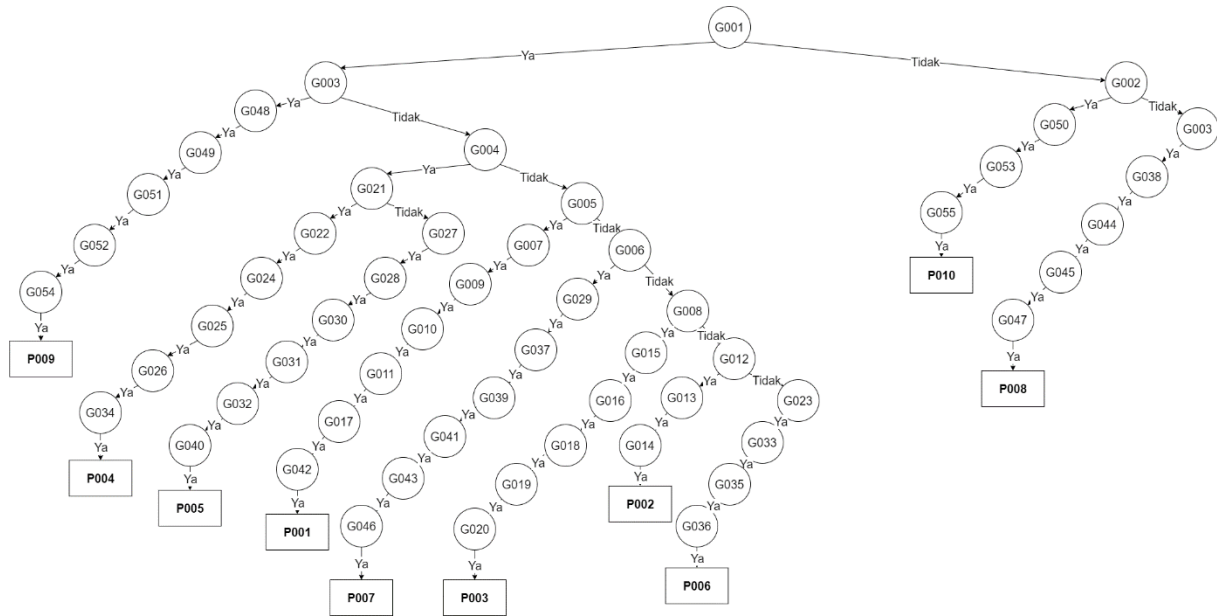 G001
Ya
Tidak
G003
G002
Ya
Tidak
Ya
Tidak
G048
G050
G003
Ya
Ya
Ya
G049
G004
G053
G038
Ya
Ya
Tidak
Ya
Ya
G051
G021
G005
G055
G044
Ya
Ya
Tidak
Ya
Tidak
Ya
Ya
G052
G022
G027
G007
G006
P010
G045
Ya
Ya
Ya
Ya
Ya
Tidak
Ya
G054
G024
G028
G009
G029
G008
G047
Ya
Ya
Ya
Ya
Ya
Ya
Tidak
Ya
P009
G025
G030
G010
G037
G015
G012
P008
Ya
Ya
Ya
Ya
Ya
Ya
Tidak
G026
G031
G011
G039
G016
G013
G023
Ya
Ya
Ya
Ya
Ya
Ya
Ya
G034
G032
G017
G041
G018
G014
G033
Ya
Ya
Ya
Ya
Ya
Ya
Ya
P004
G040
G042
G043
G019
P002
G035
Ya
Ya
Ya
Ya
Ya
P005
P001
G046
G020
G036
Ya
Ya
Ya
P007
P003
P006